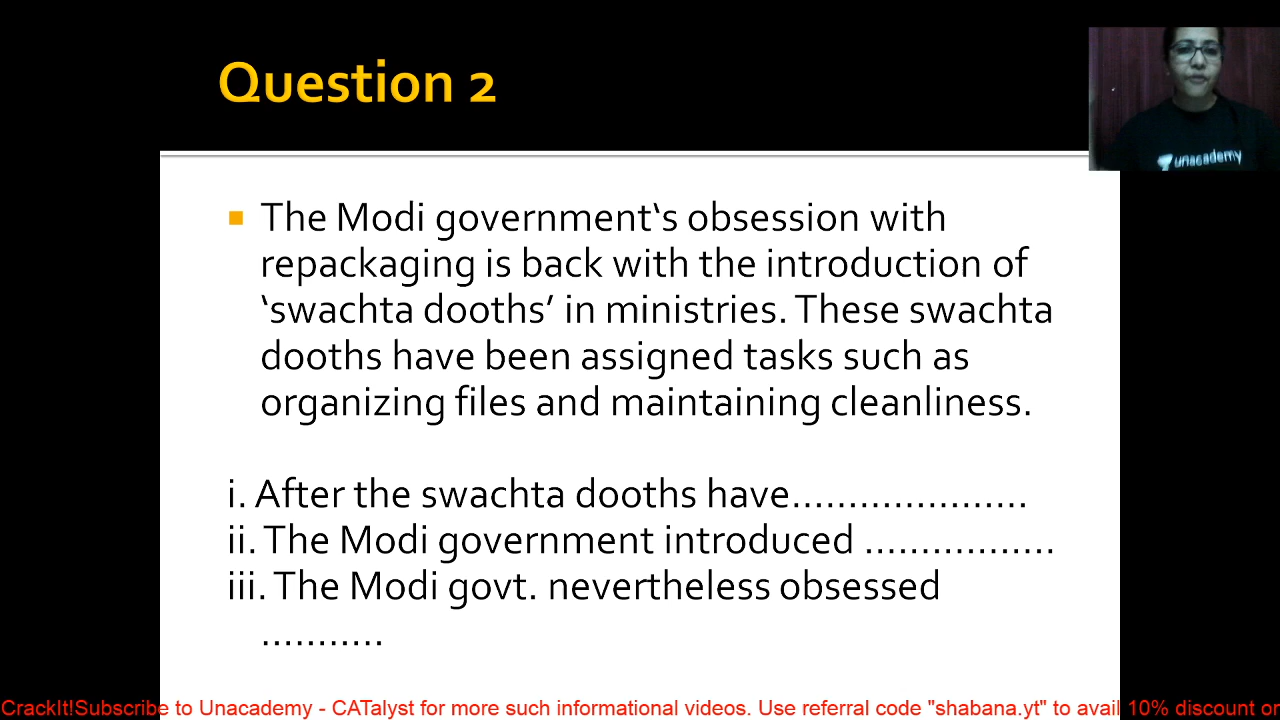 Question 2
unacademy
The Modi government‘s obsession with
repackaging is back with the introduction of
‘swachta dooths’ in ministries. These swachta
dooths have been assigned tasks such as
organizing files and maintaining cleanliness.
i. After the swachta dooths have.....................
ii. The Modi government introduced .................
iii. The Modi govt. nevertheless obsessed
...........
CrackIt!Subscribe to Unacademy - CATalyst for more such informational videos. Use referral code "shabana.yt" to avail 10% discount or